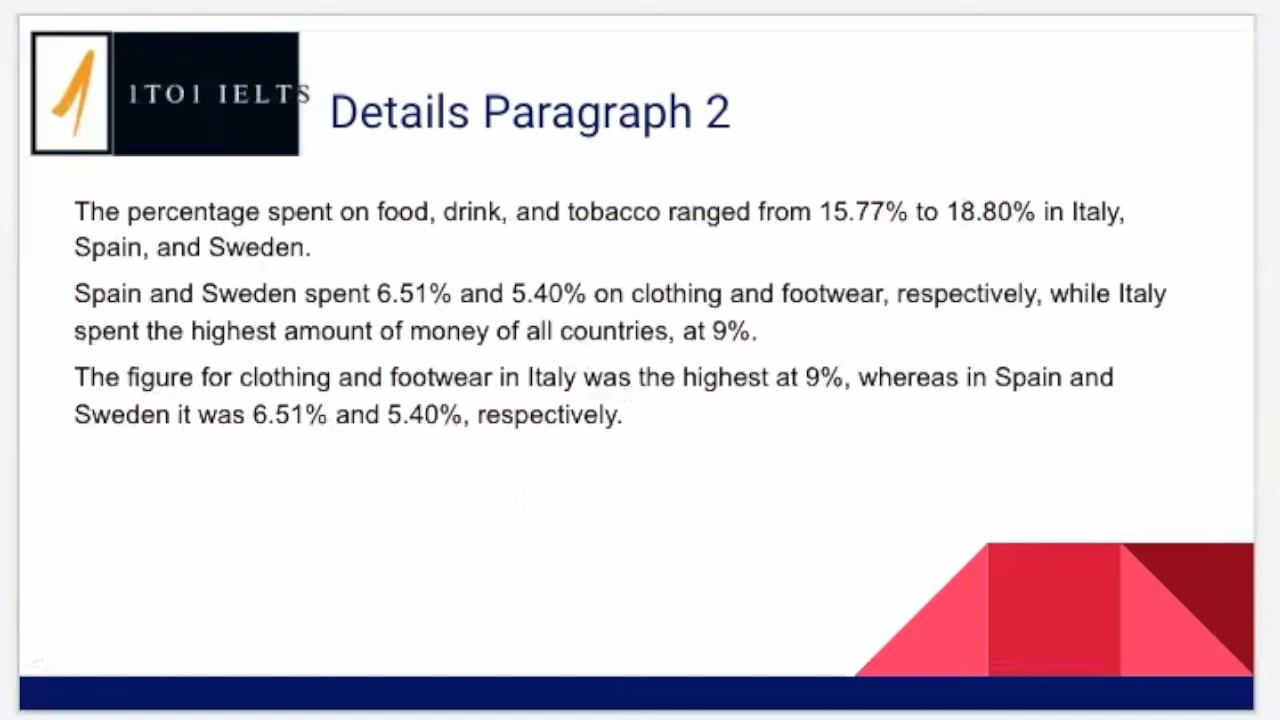 1TO1 IELTS
Details Paragraph 2
The percentage spent on food, drink, and tobacco ranged from 15.77% to 18.80% in Italy,
Spain, and Sweden.
Spain and Sweden spent 6.51% and 5.40% on clothing and footwear, respectively, while Italy
spent the highest amount of money of all countries, at 9%.
The figure for clothing and footwear in Italy was the highest at 9%, whereas in Spain and
Sweden it was 6.51% and 5.40%, respectively.